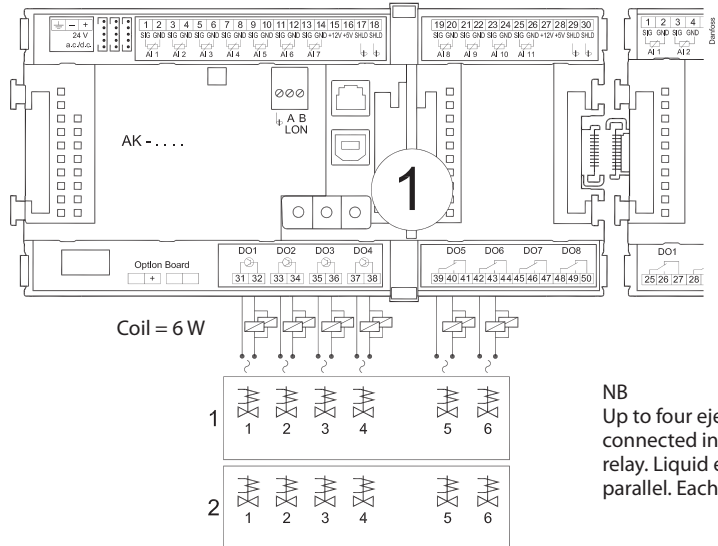 1 2 3 4 5 6 7 8 9 10 11 12 13 14 15 16 17 18
SIG GND SIG GND SIG GND SIG GND SIG GND SIG GND SIG GND +12V +5V SHLD SHLD
AI 1 AI 2 AI 3 AI 4 AI 5 AI 6 AI 7
19 20 21 22 23 24 25 26 27 28 29 30
SIG GND SIG GND SIG GND SIG GND +12V +5V SHLD SHLD
AI 8 AI 9 AI 10 AI 11
1 2 3 4
SIG GND SIG GND
AI 1 AI 2
Danfoss
- +
24 V
a.c./d.c.
A B
LON
AK - . . . .
1
Option Board
+
DO1 DO2 DO3 DO4
31 32 33 34 35 36 37 38
DO5 DO6 DO7 DO8
39 40 41 42 43 44 45 46 47 48 49 50
DO1
25 26 27 28
Coil = 6 W
1
1 2 3 4 5 6
2
1 2 3 4 5 6
NB
Up to four eje
connected in
relay. Liquid e
parallel. Each